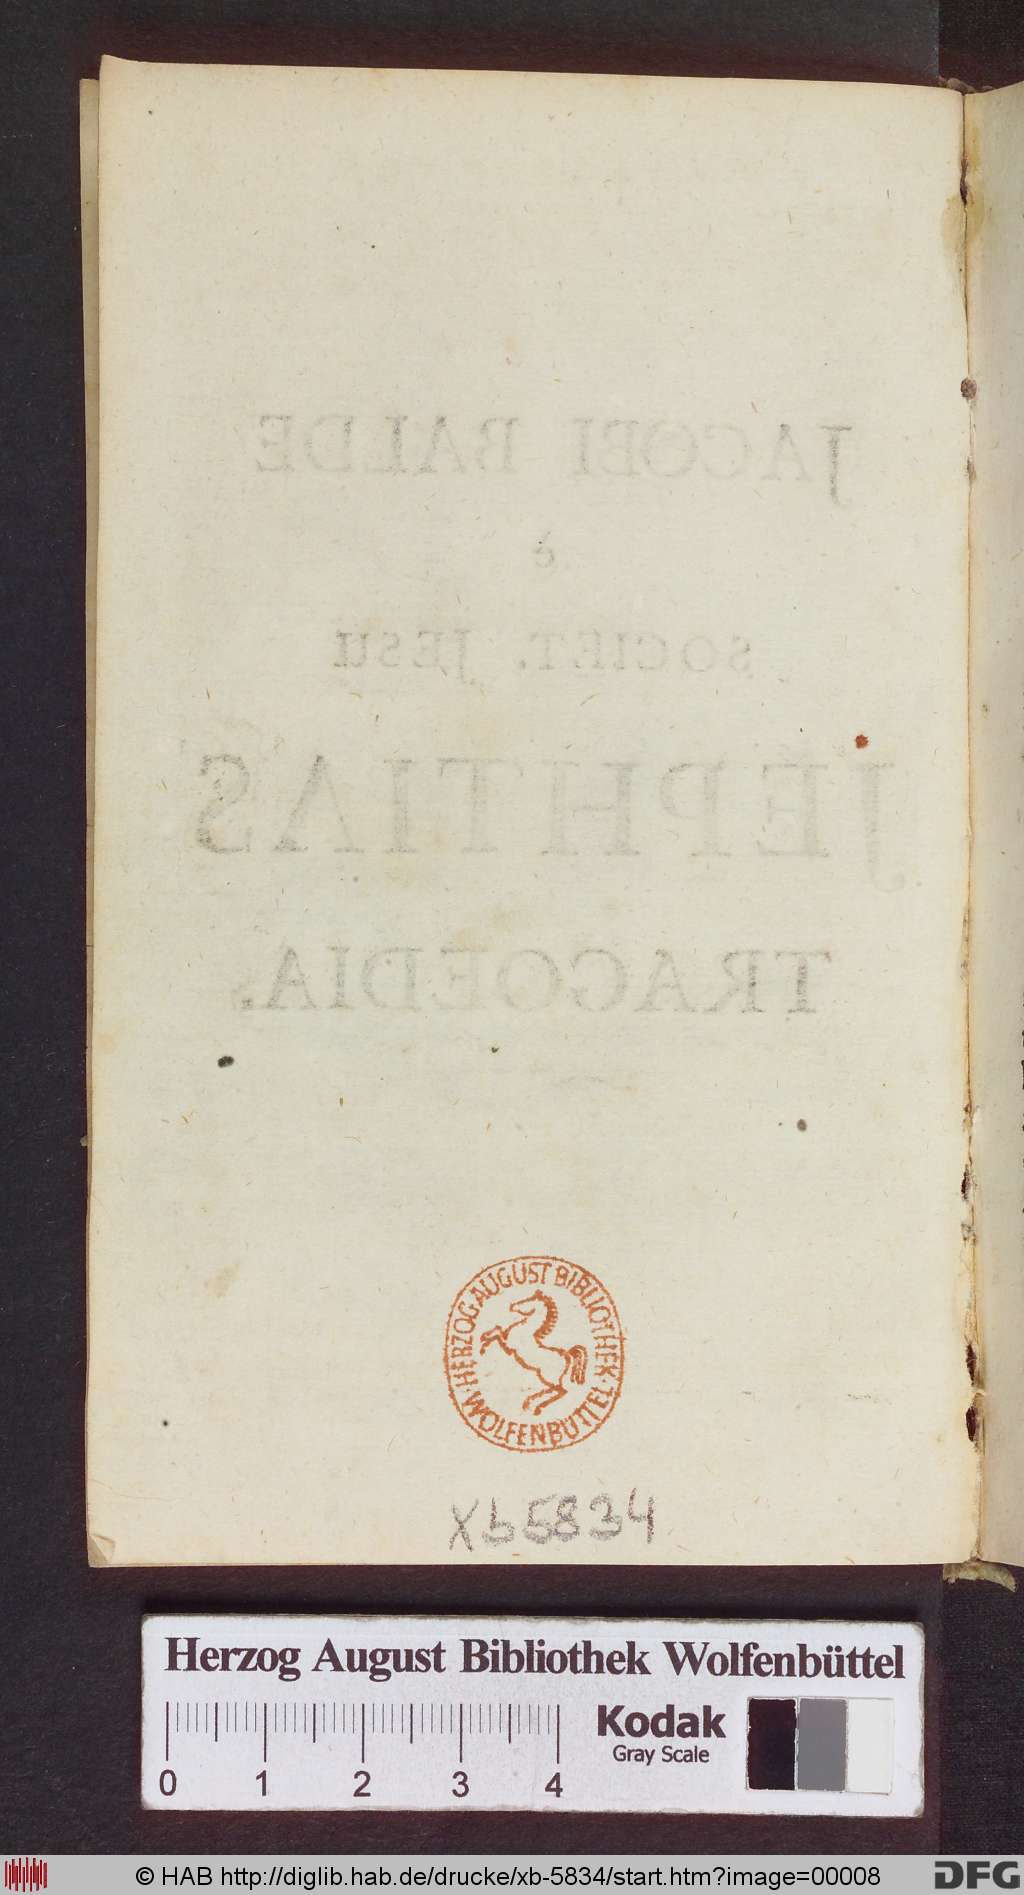 JACOBI BALDE
è
SOCIET. JESU
JEPHTIAS
TRAGOEDIA.
HERZOG AUGUST BIBLIOTHEK · WOLFENBÜTTEL ·
Xb 5834
Herzog August Bibliothek Wolfenbüttel
Kodak
Gray Scale
0 1 2 3 4
© HAB http://diglib.hab.de/drucke/xb-5834/start.htm?image=00008
DFG